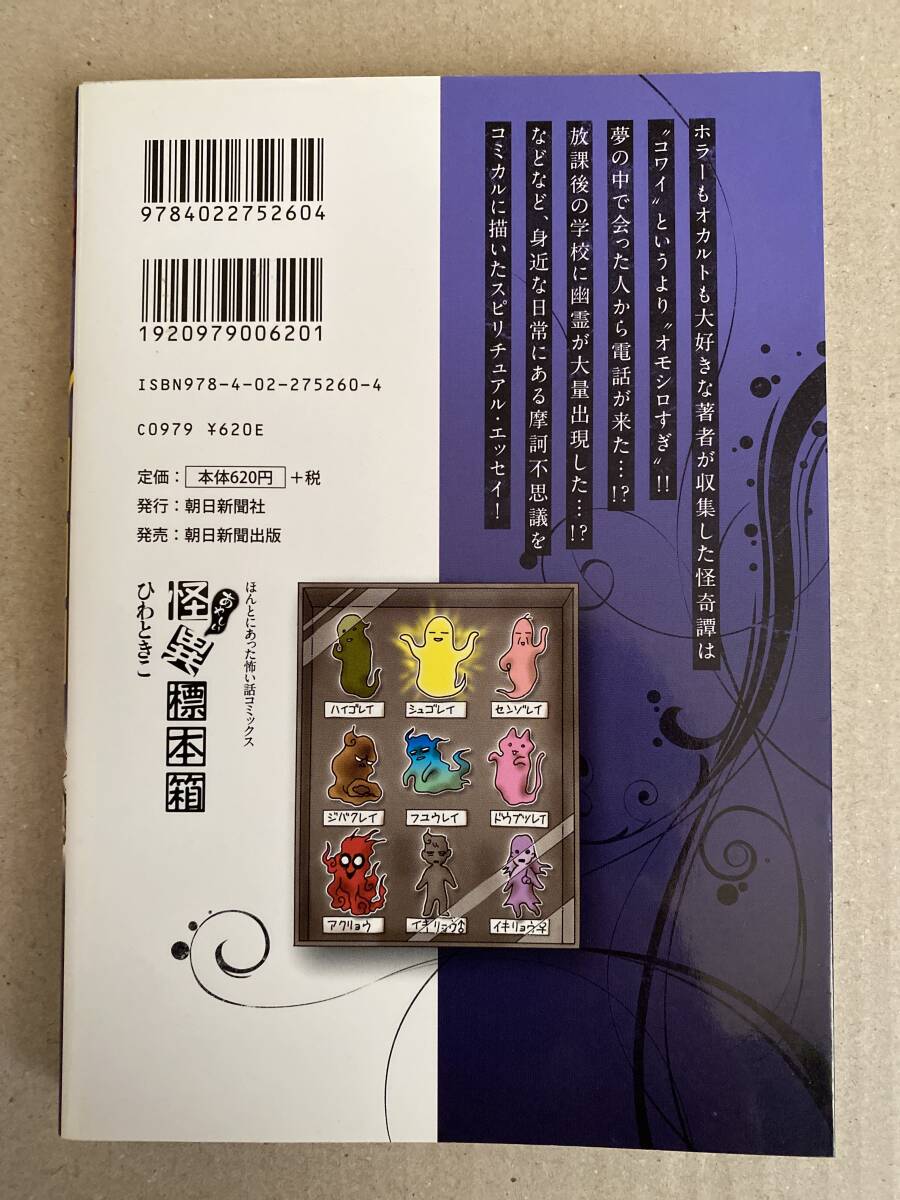 ホラーもオカルトも大好きな著者が収集した怪奇譚は
〝コワイ〟というより〝オモシロすぎ〟!!
夢の中で会った人から電話が来た…!?
放課後の学校に幽霊が大量出現した…!?
などなど、身近な日常にある摩訶不思議を
コミカルに描いたスピリチュアル・エッセイ!
9784022752604
1920979006201
ISBN978-4-02-275260-4
C0979 ¥620E
定価: 本体620円 +税
発行: 朝日新聞社
発売: 朝日新聞出版
ほんとにあった怖い話コミックス
あやしい
怪異標本箱
ひわときこ
ハイゴレイ
シュゴレイ
センゾレイ
ジバクレイ
フユウレイ
ドウブツレイ
アクリョウ
イキリョウ♂
イキリョウ♀